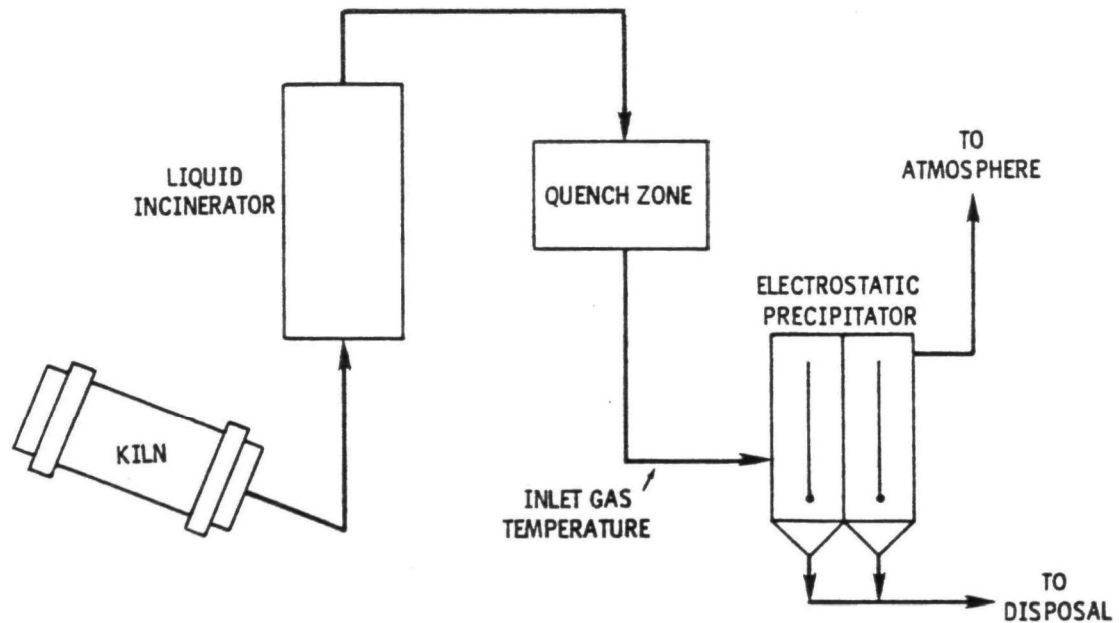 LIQUID
INCINERATOR
QUENCH ZONE
TO
ATMOSPHERE
ELECTROSTATIC
PRECIPITATOR
KILN
INLET GAS
TEMPERATURE
TO
DISPOSAL